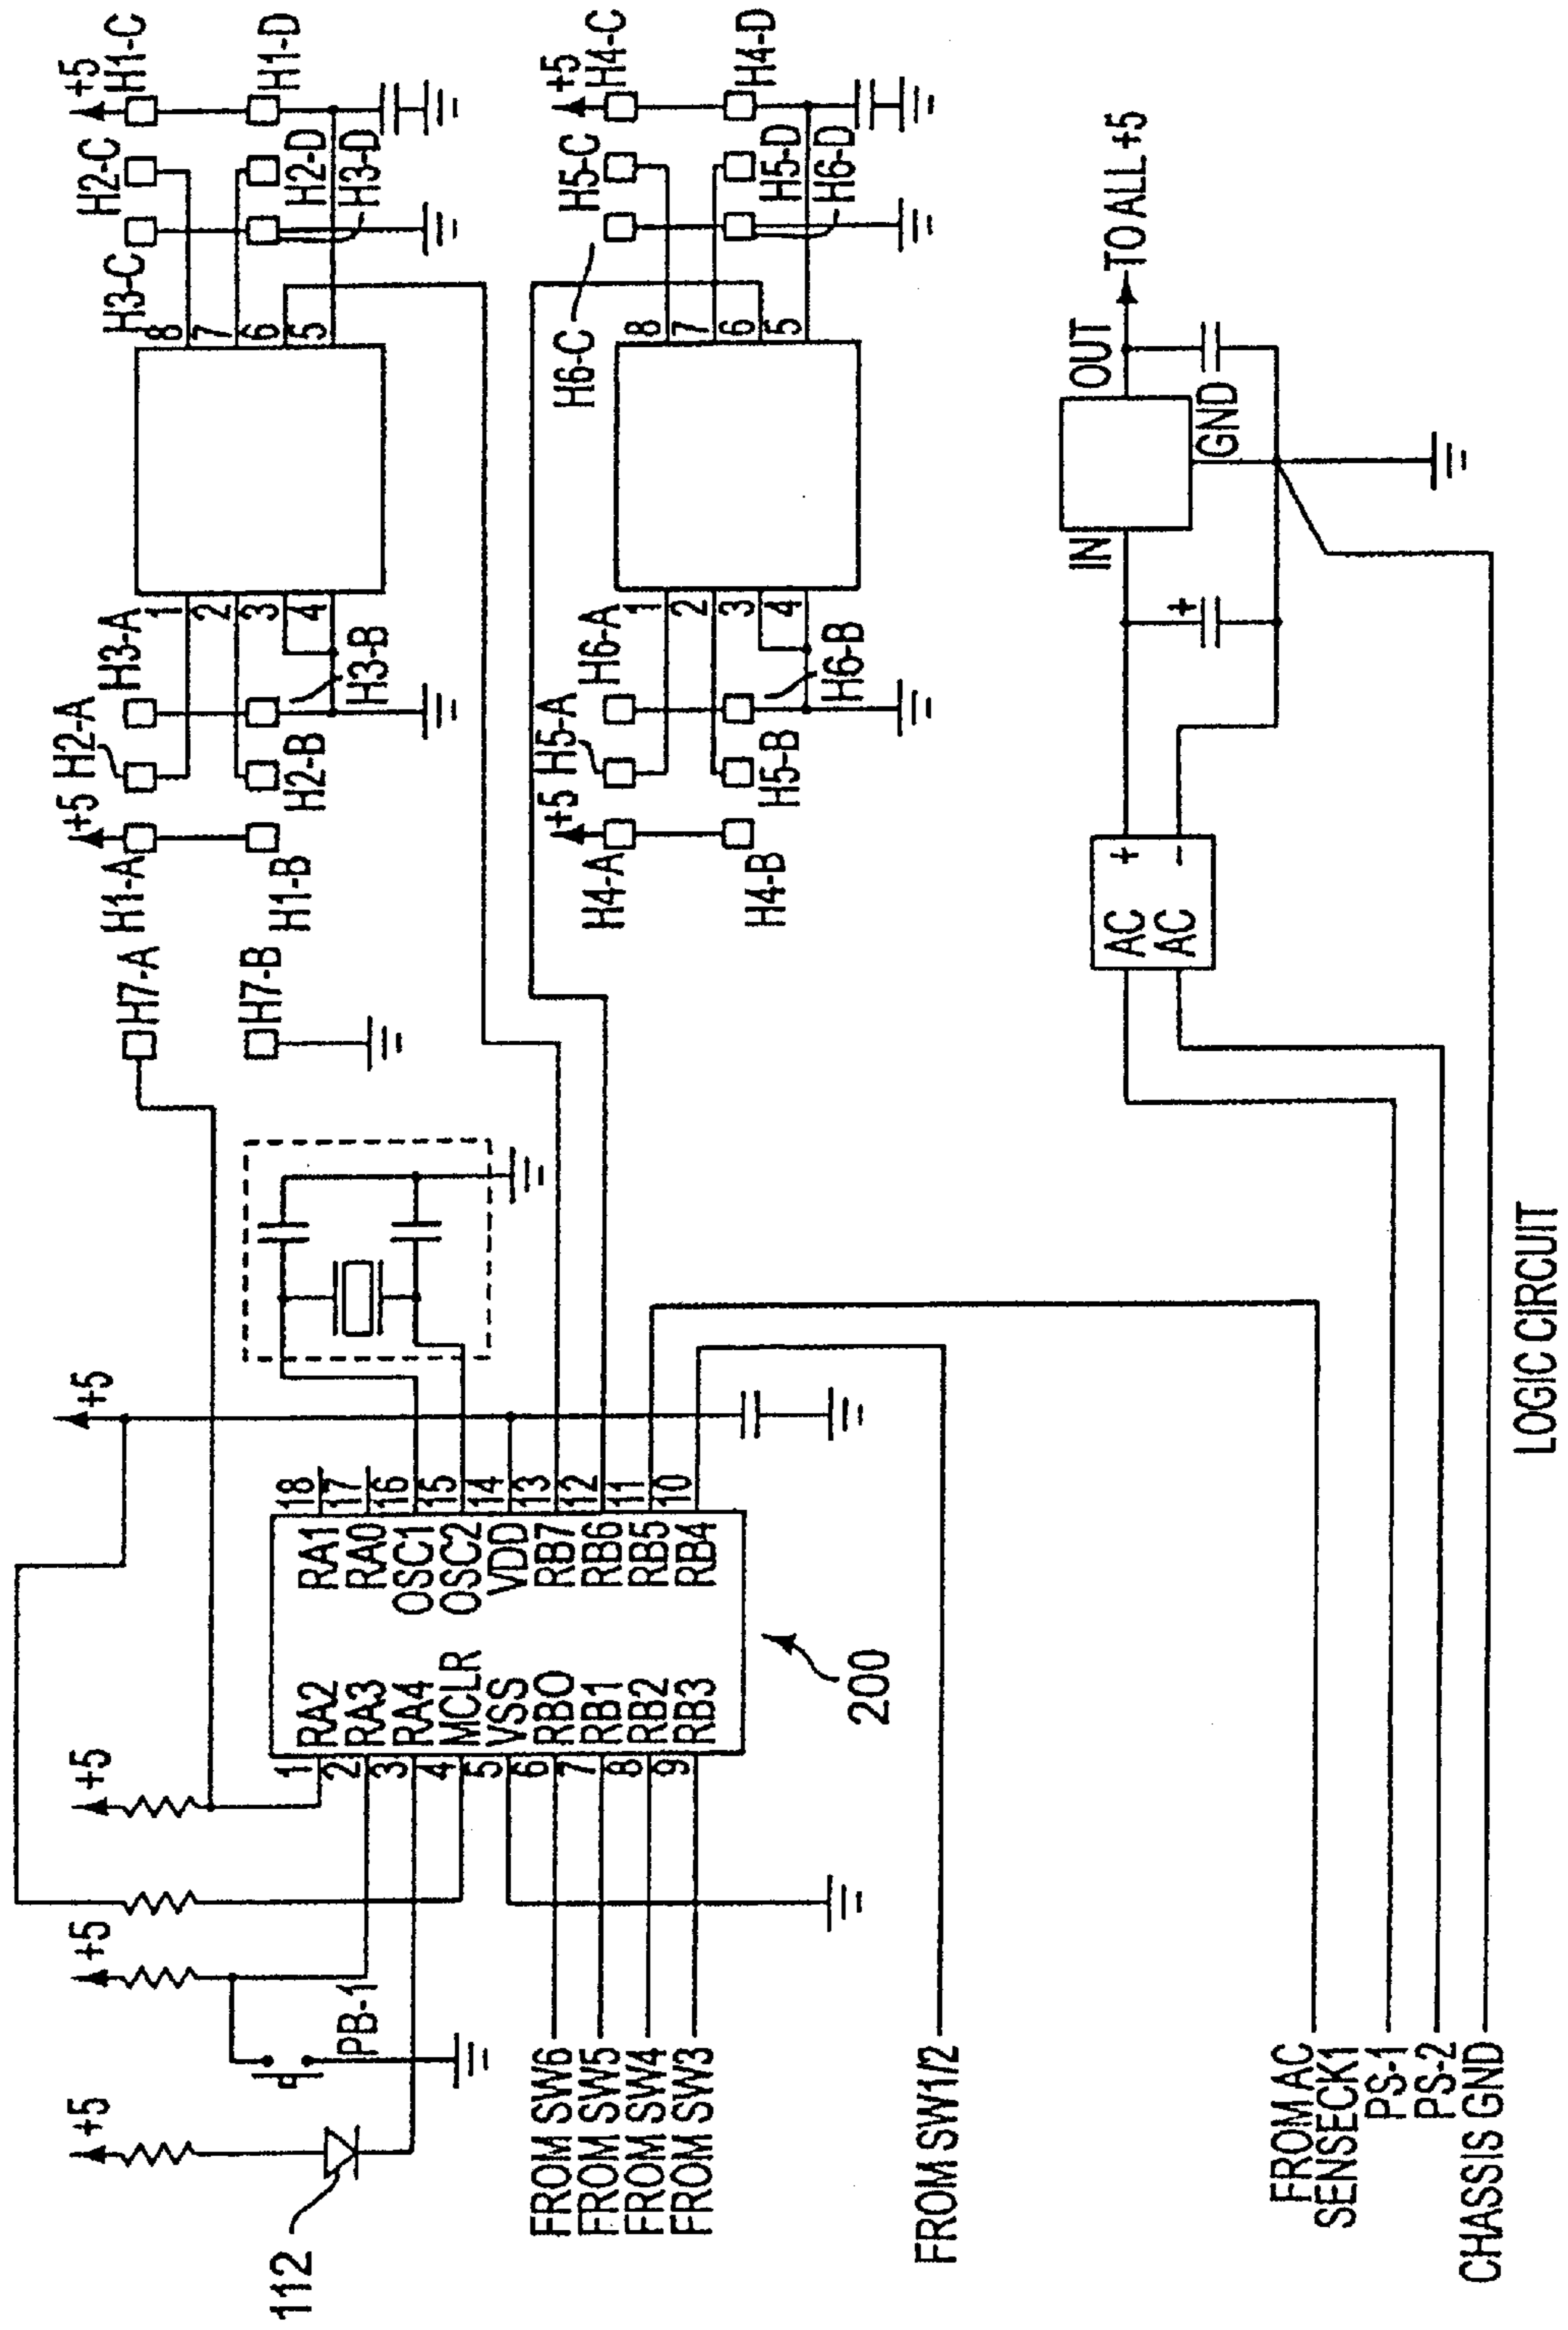 +5
+5
+5
+5
+5
+5
+5
+5
H1-A
H2-A
H3-A
H3-C
H2-C
H1-C
H7-A
H7-B
H1-B
H2-B
H3-B
H1-D
H2-D
H3-D
1
2
3
4
8
7
6
5
H4-A
H5-A
H6-A
H6-C
H5-C
H4-C
H4-B
H5-B
H6-B
H4-D
H5-D
H6-D
1
2
3
4
8
7
6
5
112
PB-1
1 RA2 RA1 18
2 RA3 RA0 17
3 RA4 OSC1 16
4 MCLR OSC2 15
5 VSS VDD 14
6 RB0 RB7 13
7 RB1 RB6 12
8 RB2 RB5 11
9 RB3 RB4 10
200
FROM SW6
FROM SW5
FROM SW4
FROM SW3
FROM SW1/2
AC +
AC -
IN
OUT
GND
+
TO ALL +5
FROM AC
SENSECK1
PS-1
PS-2
CHASSIS GND
LOGIC CIRCUIT